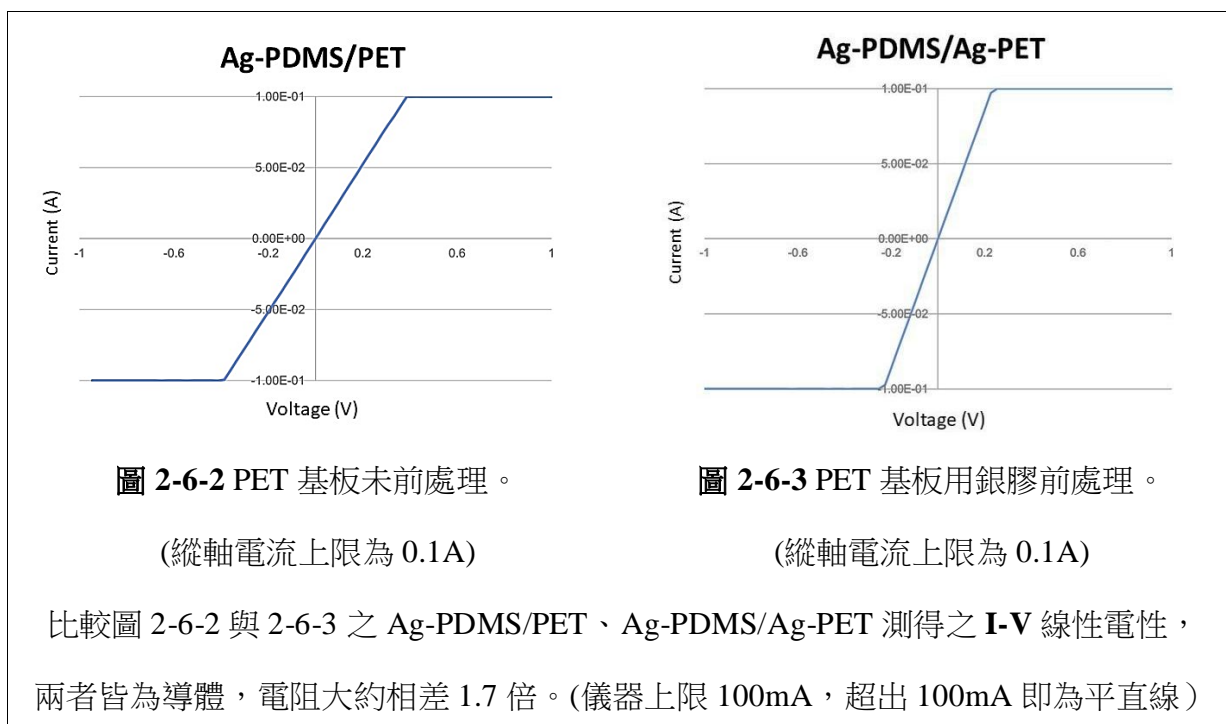 Ag-PDMS/PET
1.00E-01
5.00E-02
0.00E+00
-1
-0.6
-0.2
0.2
0.6
1
-5.00E-02
-1.00E-01
Current (A)
Voltage (V)
Ag-PDMS/Ag-PET
1.00E-01
5.00E-02
0.00E+00
-1
-0.6
-0.2
0.2
0.6
1
-5.00E-02
-1.00E-01
Current (A)
Voltage (V)
圖 2-6-2 PET 基板未前處理。
(縱軸電流上限為 0.1A)
圖 2-6-3 PET 基板用銀膠前處理。
(縱軸電流上限為 0.1A)
比較圖 2-6-2 與 2-6-3 之 Ag-PDMS/PET、Ag-PDMS/Ag-PET 測得之 I-V 線性電性，
兩者皆為導體，電阻大約相差 1.7 倍。(儀器上限 100mA，超出 100mA 即為平直線）